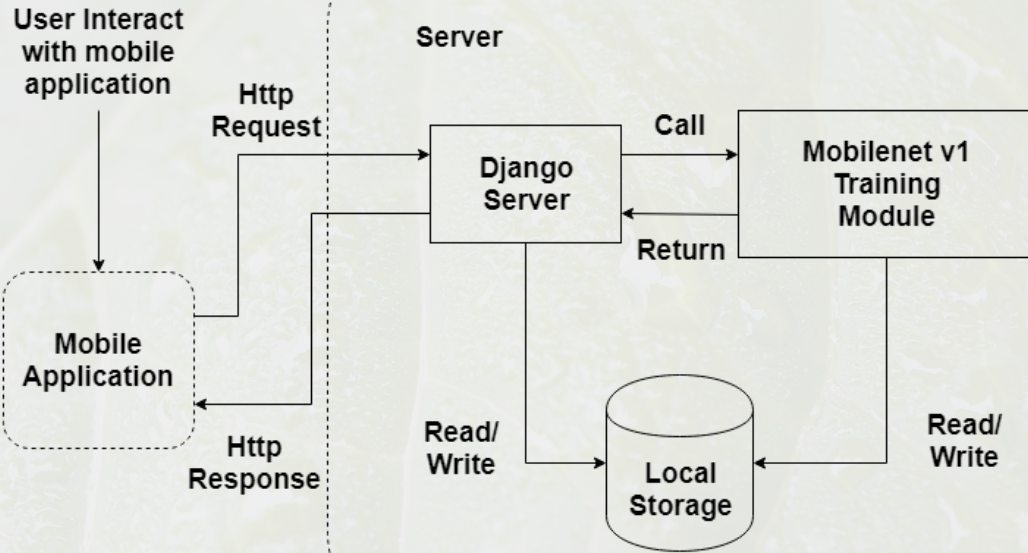 User Interact
with mobile
application
Server
Http
Request
Call
Django
Server
Mobilenet v1
Training
Module
Return
Mobile
Application
Http
Response
Read/
Write
Local
Storage
Read/
Write